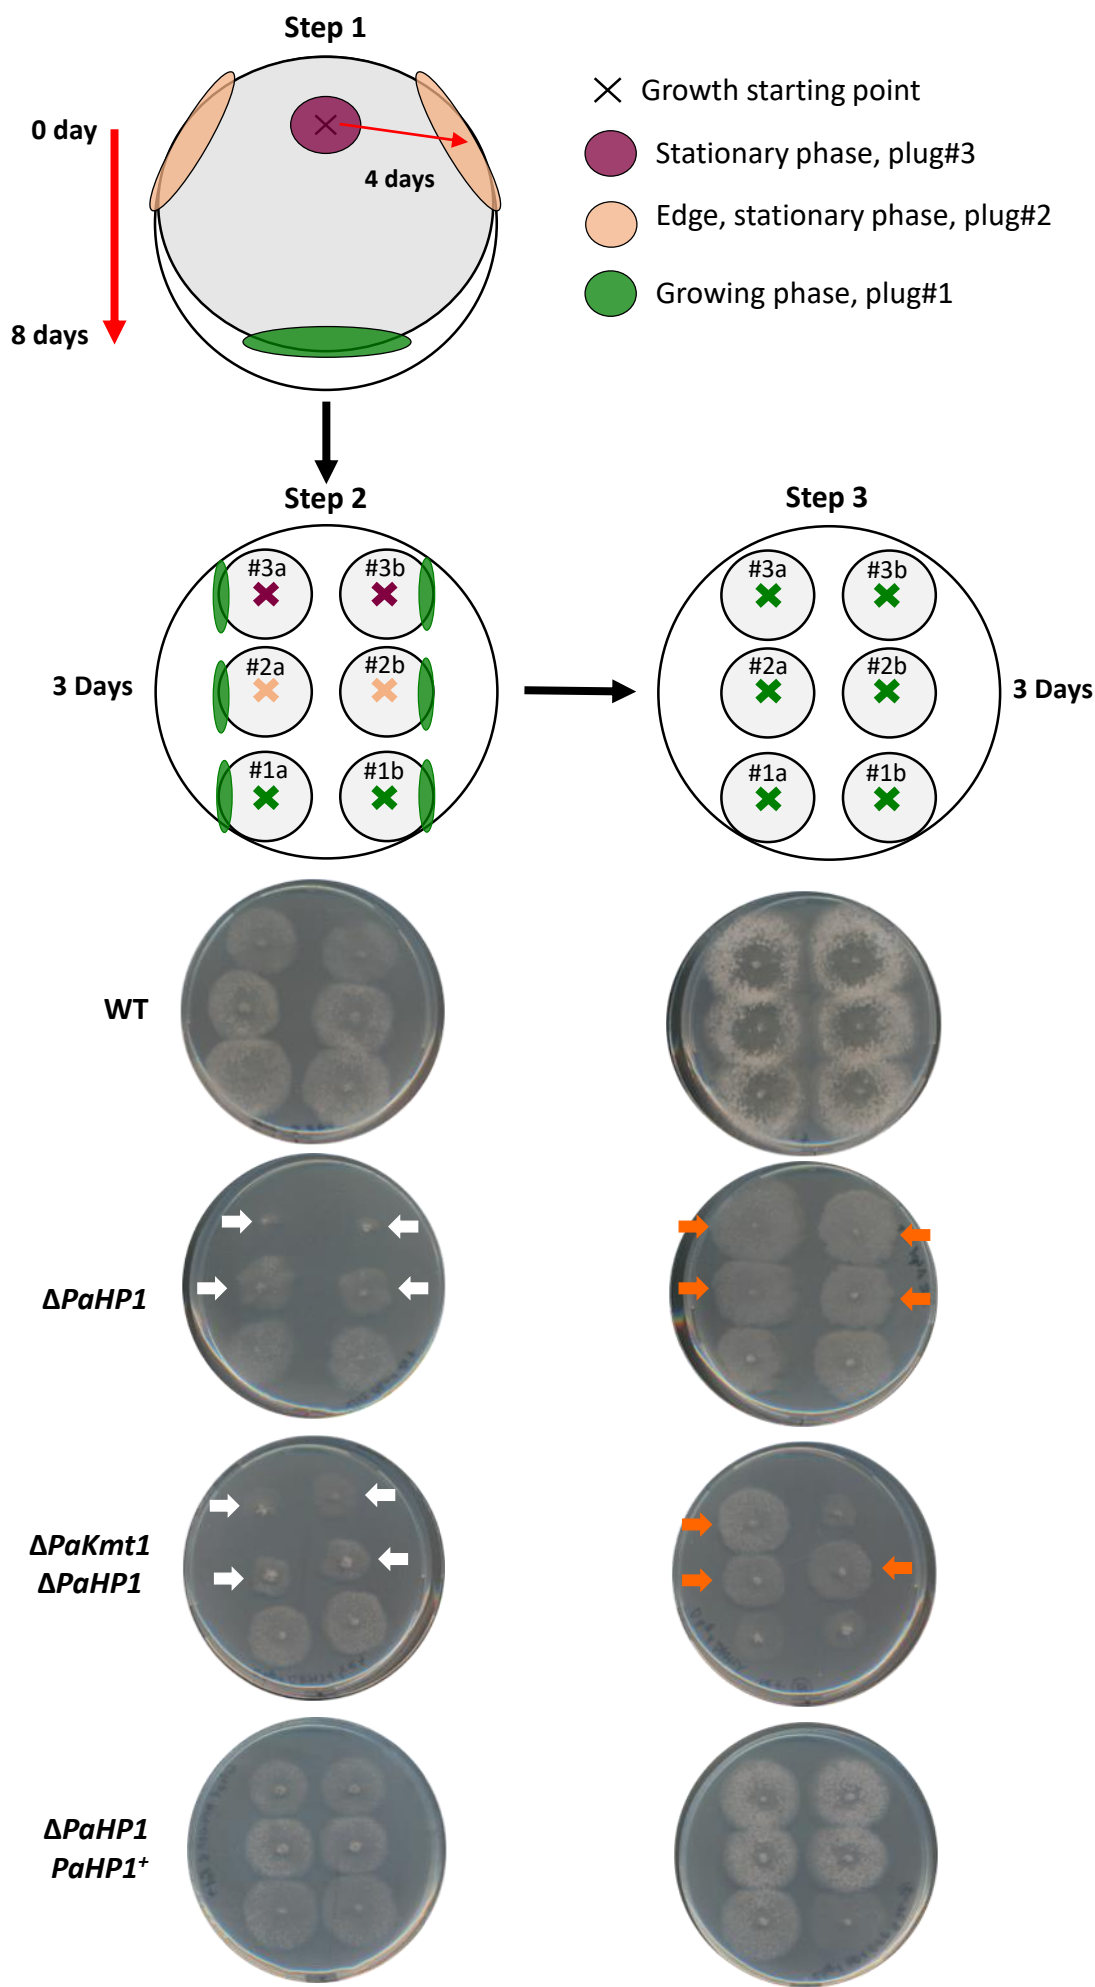 Step 1
0 day
4 days
8 days
Growth starting point
Stationary phase, plug#3
Edge, stationary phase, plug#2
Growing phase, plug#1
Step 2
Step 3
#3a #3b
#3a #3b
3 Days
#2a #2b
#2a #2b
3 Days
#1a #1b
#1a #1b
WT
ΔPaHP1
ΔPaKmt1
ΔPaHP1
ΔPaHP1
PaHP1+